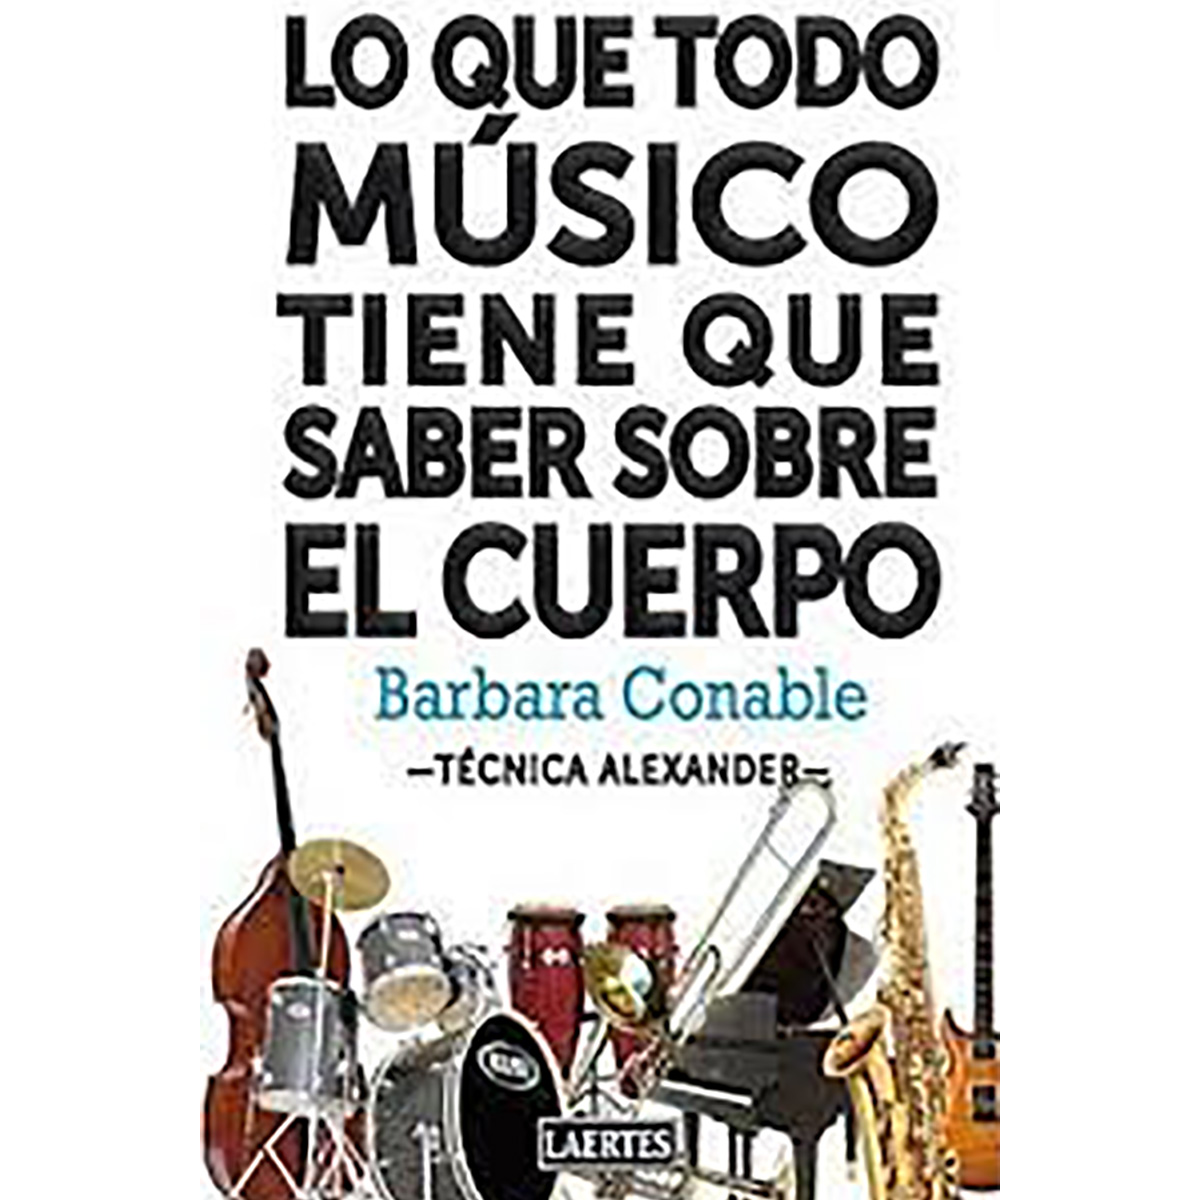 LO QUE TODO
MÚSICO
TIENE QUE
SABER SOBRE
EL CUERPO
Barbara Conable
—TÉCNICA ALEXANDER—
LAERTES